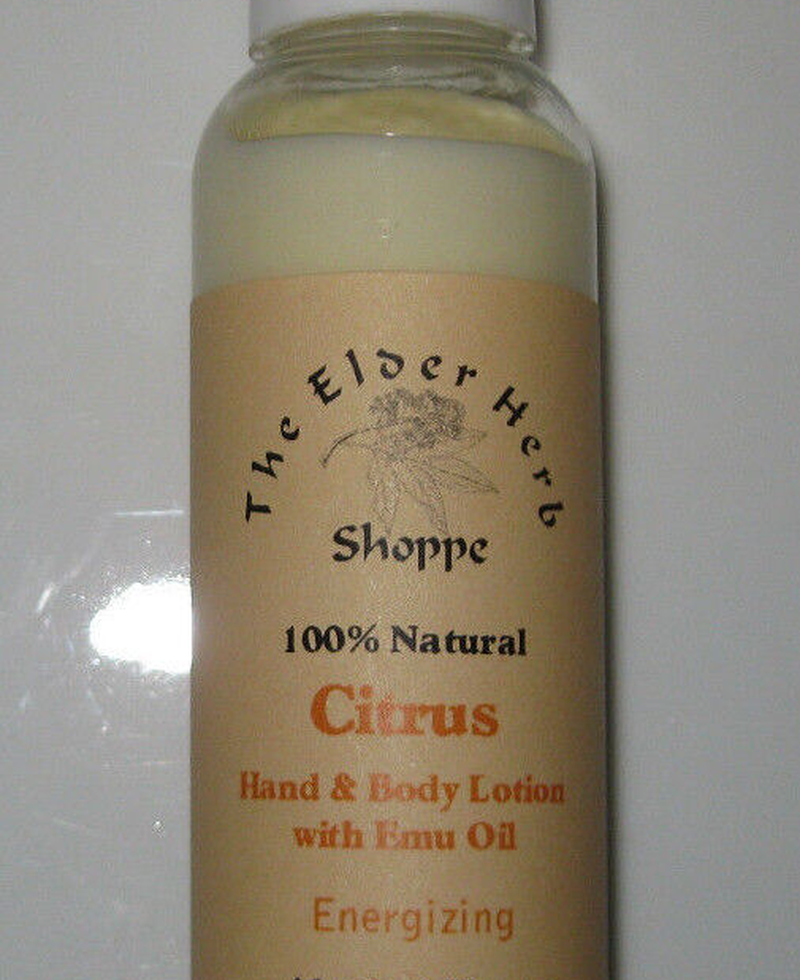 The Elder Herb
Shoppe
100% Natural
Citrus
Hand & Body Lotion
with Emu Oil
Energizing